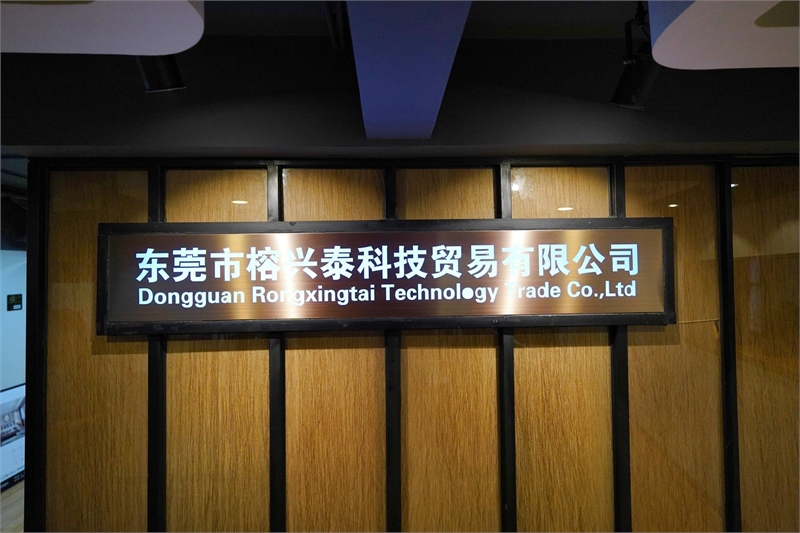 东莞市榕兴泰科技贸易有限公司
Dongguan Rongxingtai Technology Trade Co.,Ltd